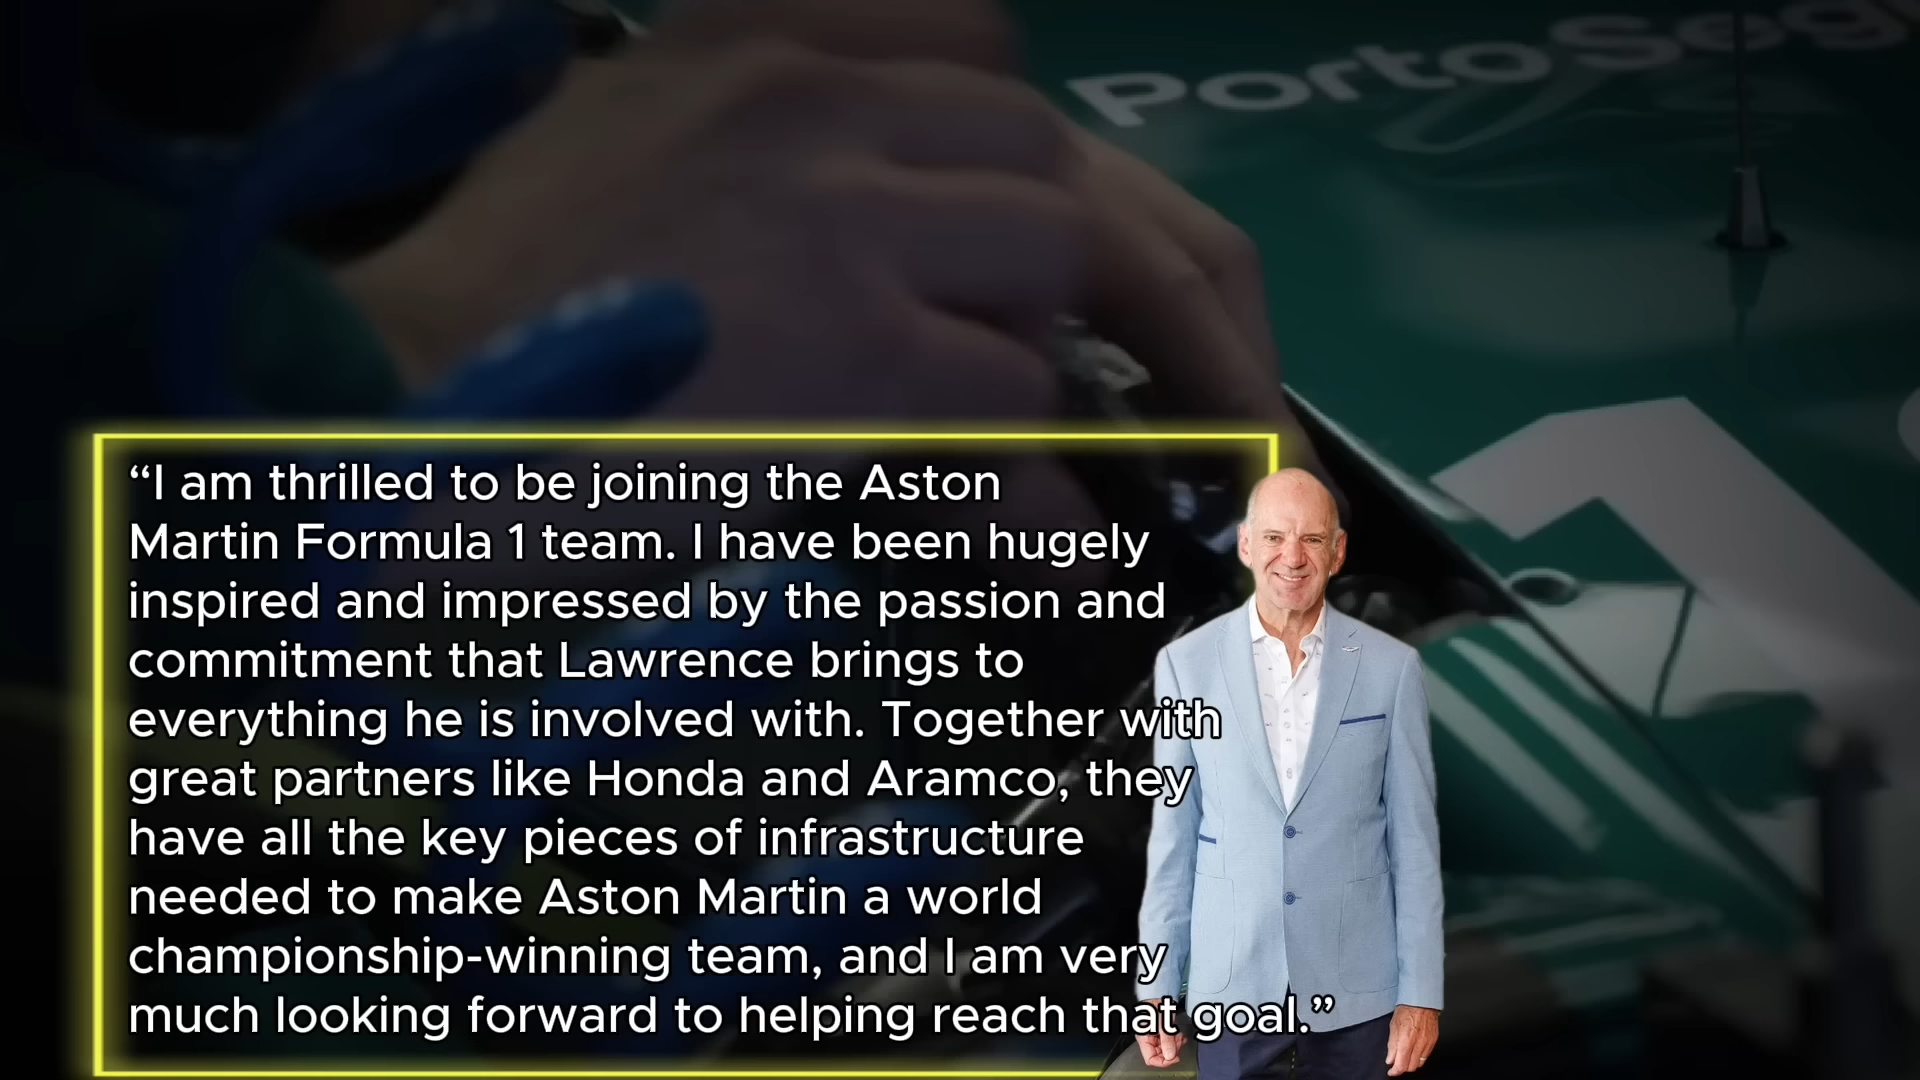 PortoSeg
“I am thrilled to be joining the Aston
Martin Formula 1 team. I have been hugely
inspired and impressed by the passion and
commitment that Lawrence brings to
everything he is involved with. Together with
great partners like Honda and Aramco, they
have all the key pieces of infrastructure
needed to make Aston Martin a world
championship-winning team, and I am very
much looking forward to helping reach that goal.”